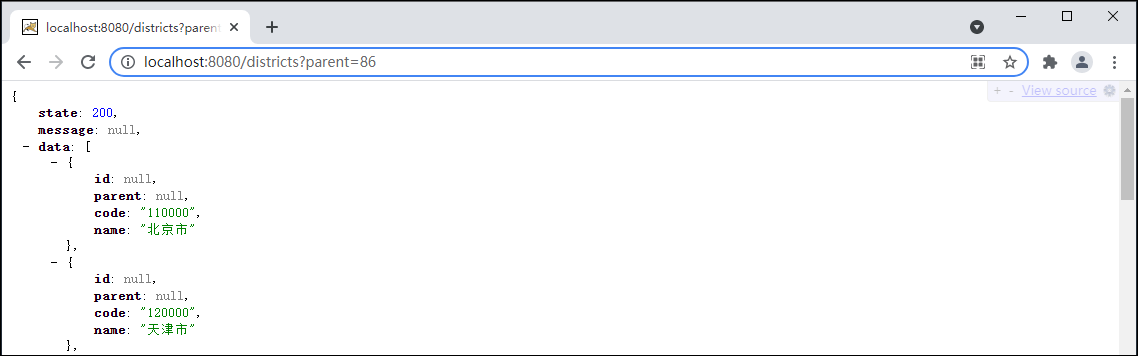 localhost:8080/districts?paren
localhost:8080/districts?parent=86
+ - View source
{
state: 200,
message: null,
- data: [
- {
id: null,
parent: null,
code: "110000",
name: "北京市"
},
- {
id: null,
parent: null,
code: "120000",
name: "天津市"
},